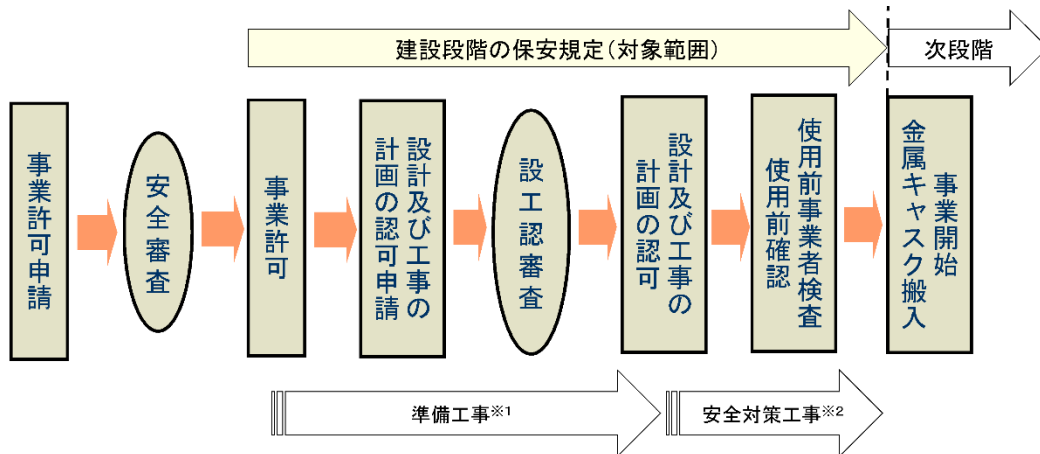 建設段階の保安規定(対象範囲)
次段階
事業許可申請
安全審査
事業許可
設計及び工事の
計画の認可申請
設工認審査
設計及び工事の
計画の認可
使用前事業者検査
使用前確認
事業開始
金属キャスク搬入
準備工事※1
安全対策工事※2